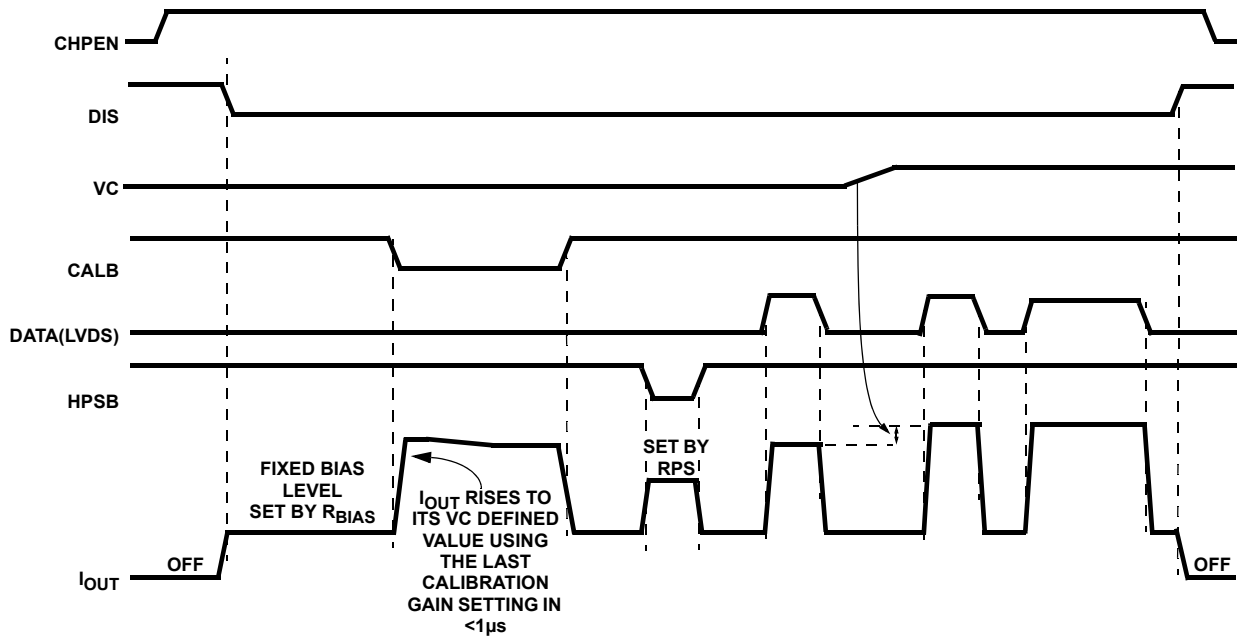 CHPEN
DIS
VC
CALB
DATA(LVDS)
HPSB
SET BY
RPS
FIXED BIAS
LEVEL
SET BY RBIAS
IOUT RISES TO
ITS VC DEFINED
VALUE USING
THE LAST
CALIBRATION
GAIN SETTING IN
<1µs
IOUT
OFF
OFF